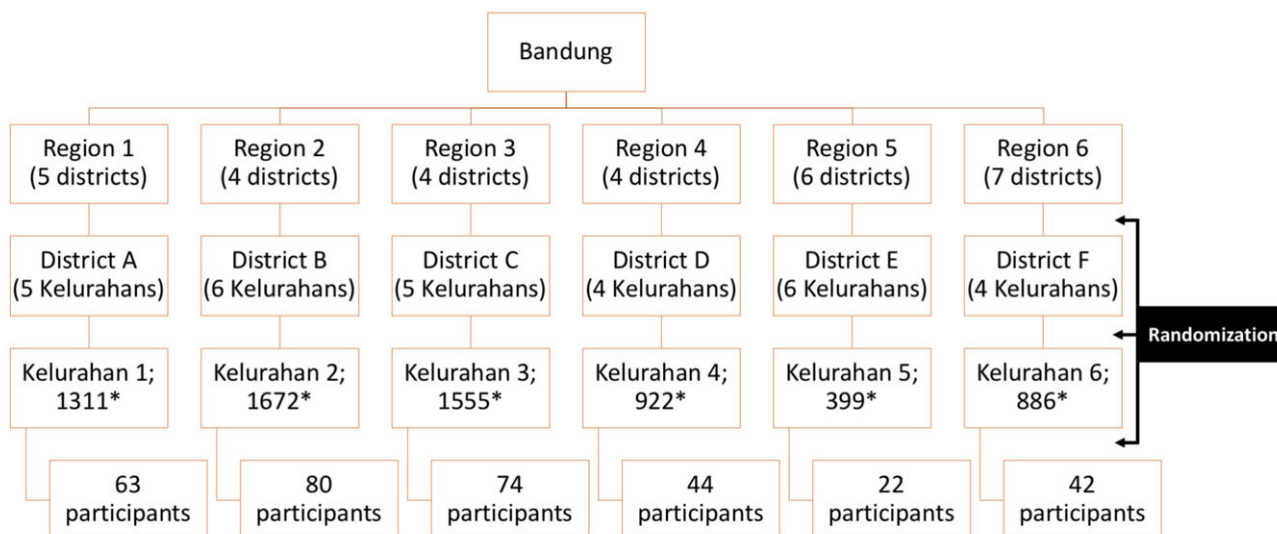 Bandung
Region 1
(5 districts)
Region 2
(4 districts)
Region 3
(4 districts)
Region 4
(4 districts)
Region 5
(6 districts)
Region 6
(7 districts)
District A
(5 Kelurahans)
District B
(6 Kelurahans)
District C
(5 Kelurahans)
District D
(4 Kelurahans)
District E
(6 Kelurahans)
District F
(4 Kelurahans)
Randomization
Kelurahan 1;
1311*
Kelurahan 2;
1672*
Kelurahan 3;
1555*
Kelurahan 4;
922*
Kelurahan 5;
399*
Kelurahan 6;
886*
63
participants
80
participants
74
participants
44
participants
22
participants
42
participants